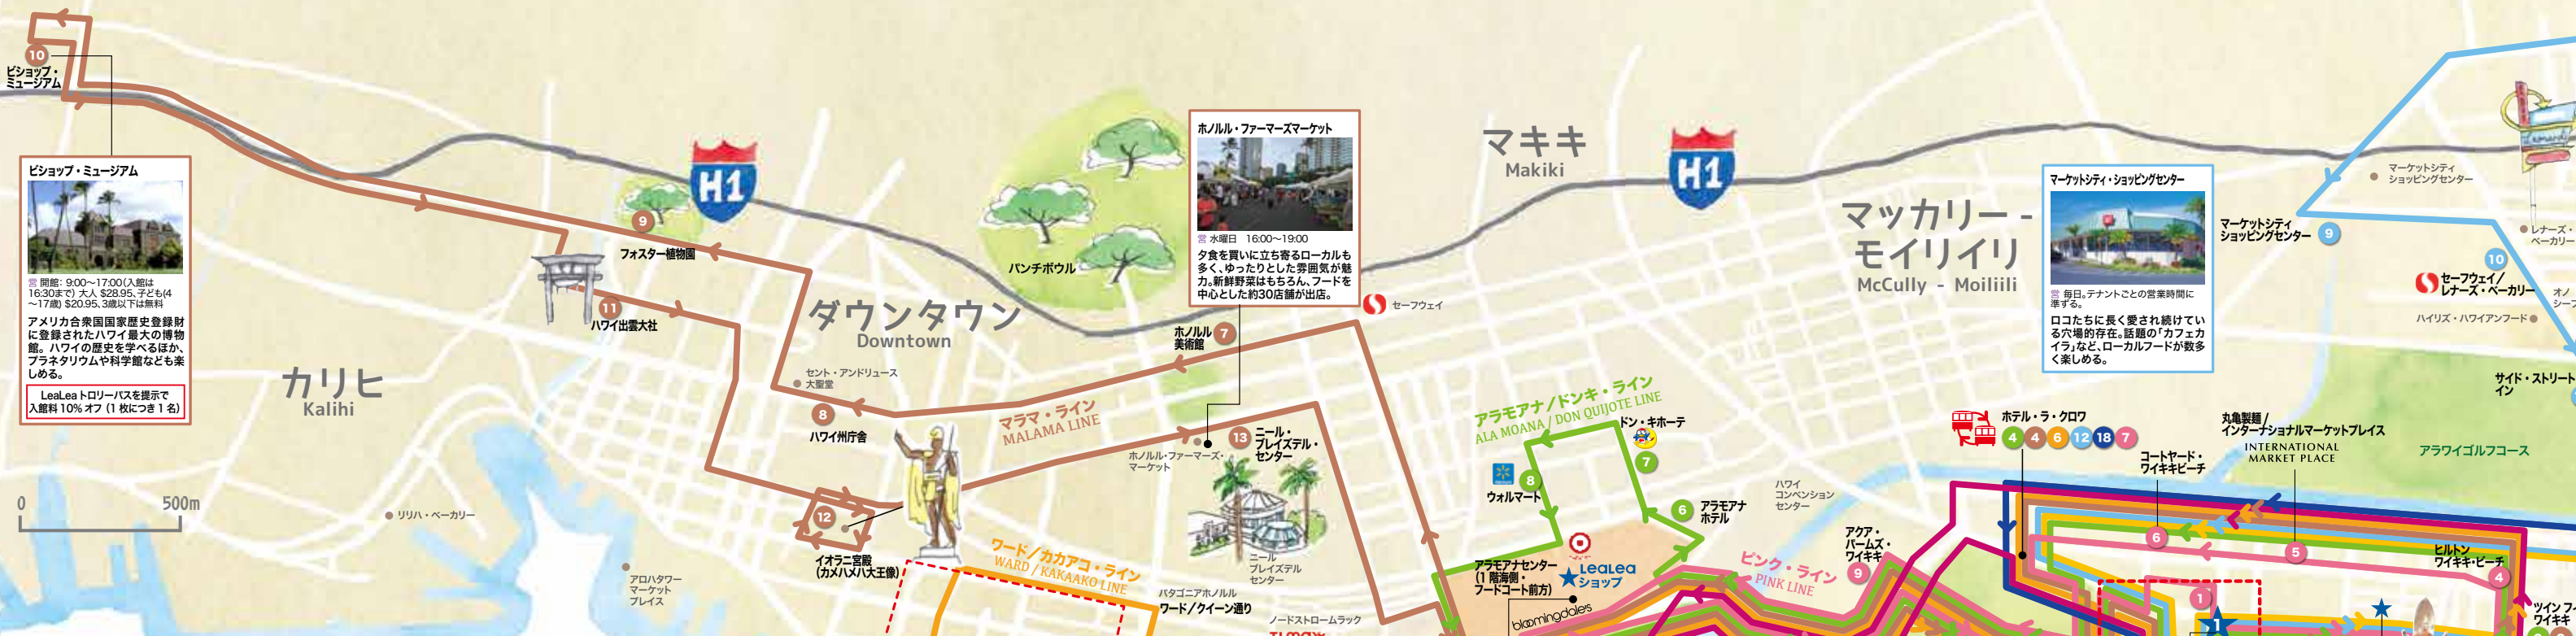 10
ビショップ・
ミュージアム
ビショップ・ミュージアム
営 開館：9:00〜17:00（入館は
16:30まで）大人 $28.95、子ども（4
〜17歳）$20.95、3歳以下は無料
アメリカ合衆国国家歴史登録財
に登録されたハワイ最大の博物
館。ハワイの歴史を学べるほか、
プラネタリウムや科学館なども楽
しめる。
LeaLea トロリーパスを提示で
入館料 10% オフ（1 枚につき 1 名）
カリヒ
Kalihi
0 500m
リリハ・ベーカリー
H1
9
フォスター植物園
11
ハワイ出雲大社
ダウンタウン
Downtown
セント・アンドリュース
大聖堂
8
ハワイ州庁舎
12
イオラニ宮殿
（カメハメハ大王像）
アロハタワー
マーケット
プレイス
パンチボウル
マラマ・ライン
MALAMA LINE
ワード／カカアコ・ライン
WARD / KAKAAKO LINE
ホノルル・ファーマーズマーケット
営 水曜日 16:00〜19:00
夕食を買いに立ち寄るローカルも
多く、ゆったりとした雰囲気が魅
力。新鮮野菜はもちろん、フードを
中心とした約30店舗が出店。
ホノルル
美術館
7
セーフウェイ
ホノルル・ファーマーズ・
マーケット
13
ニール・
ブレイズデル・
センター
ニール
ブレイズデル
センター
パタゴニアホノルル
ワード／クイーン通り
ノードストロームラック
マキキ
Makiki
H1
アラモアナ／ドンキ・ライン
ALA MOANA / DON QUIJOTE LINE
ドン・キホーテ
7
8
ウォルマート
6
アラモアナ
ホテル
アラモアナセンター
（1 階海側・
フードコート前方）
LeaLea
ショップ
bloomingdales
ピンク・ライン
PINK LINE
ハワイ
コンベンション
センター
アクア・
パームズ・
ワイキキ
9
マッカリー -
モイリイリ
McCully - Moiliili
マーケットシティ・ショッピングセンター
営 毎日。テナントごとの営業時間に
準ずる。
ロコたちに長く愛され続けてい
る穴場的存在。話題の「カフェカ
イラ」など、ローカルフードが数多
く楽しめる。
マーケットシティ
ショッピングセンター
マーケットシティ
ショッピングセンター
9
レナーズ・
ベーカリー
10
セーフウェイ／
レナーズ・ベーカリー
ハイリズ・ハワイアンフード
オノ
サイド・ストリート
イン
アラワイゴルフコース
ホテル・ラ・クロワ
4 4 6 12 18 7
丸亀製麺／
インターナショナルマーケットプレイス
INTERNATIONAL
MARKET PLACE
コートヤード・
ワイキキビーチ
6
5
ヒルトン
ワイキキ・ビーチ
4
1
1
ワイキキ